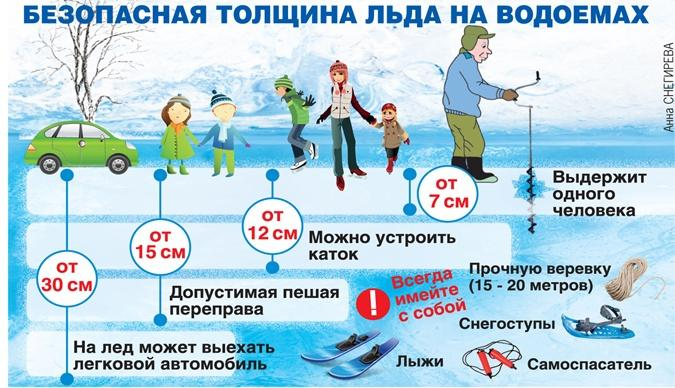 БЕЗОПАСНАЯ ТОЛЩИНА ЛЬДА НА ВОДОЕМАХ
Анна СНЕГИРЕВА
от
7 см
Выдержит
одного
человека
от
12 см
Можно устроить
каток
от
15 см
Допустимая пешая
переправа
от
30 см
На лед может выехать
легковой автомобиль
!
Всегда
имейте
с собой
Прочную веревку
(15 - 20 метров)
Снегоступы
Лыжи
Самоспасатель